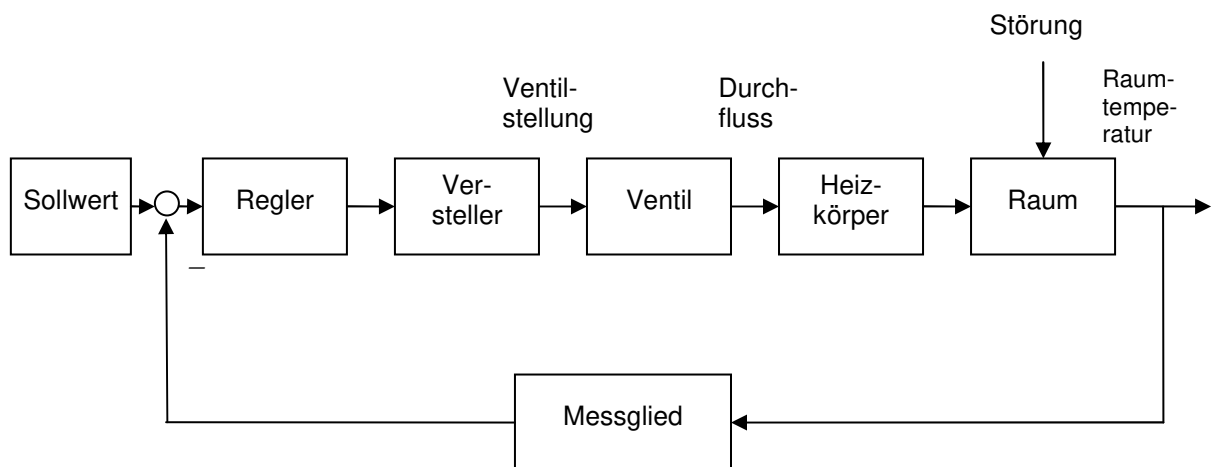 Störung
Ventil-
stellung
Durch-
fluss
Raum-
tempe-
ratur
Sollwert
Regler
Ver-
steller
Ventil
Heiz-
körper
Raum
–
Messglied